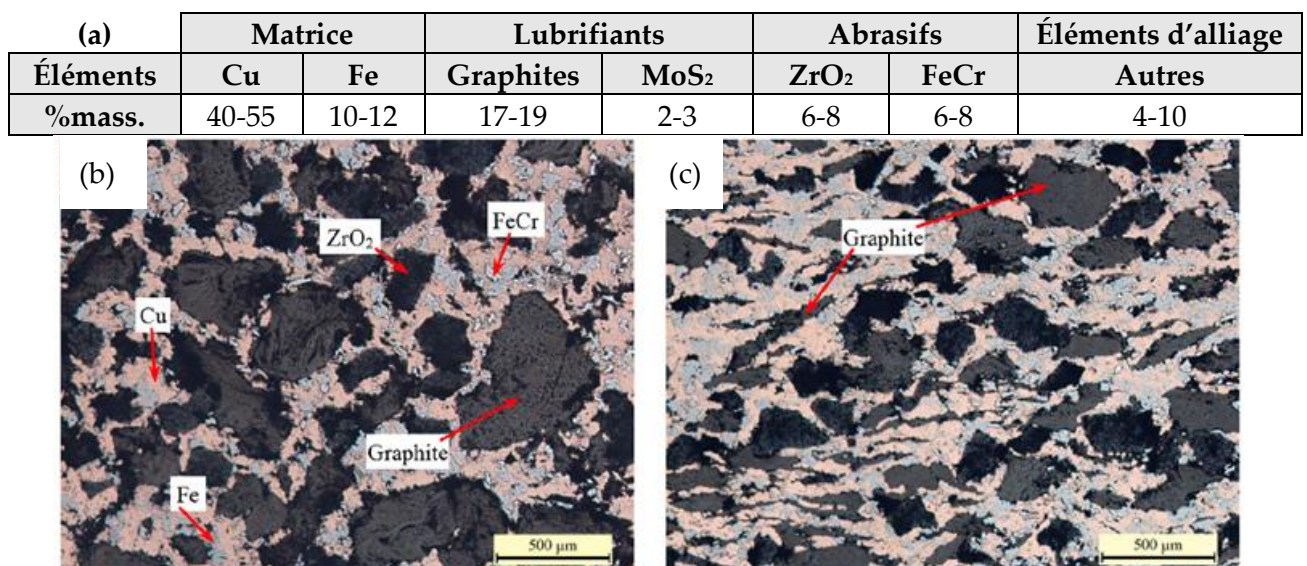 (a) Matrice Lubrifiants Abrasifs Éléments d’alliage
Éléments Cu Fe Graphites MoS₂ ZrO₂ FeCr Autres
%mass. 40-55 10-12 17-19 2-3 6-8 6-8 4-10
(b)
ZrO₂
FeCr
Cu
Graphite
Fe
500 µm
(c)
Graphite
500 µm